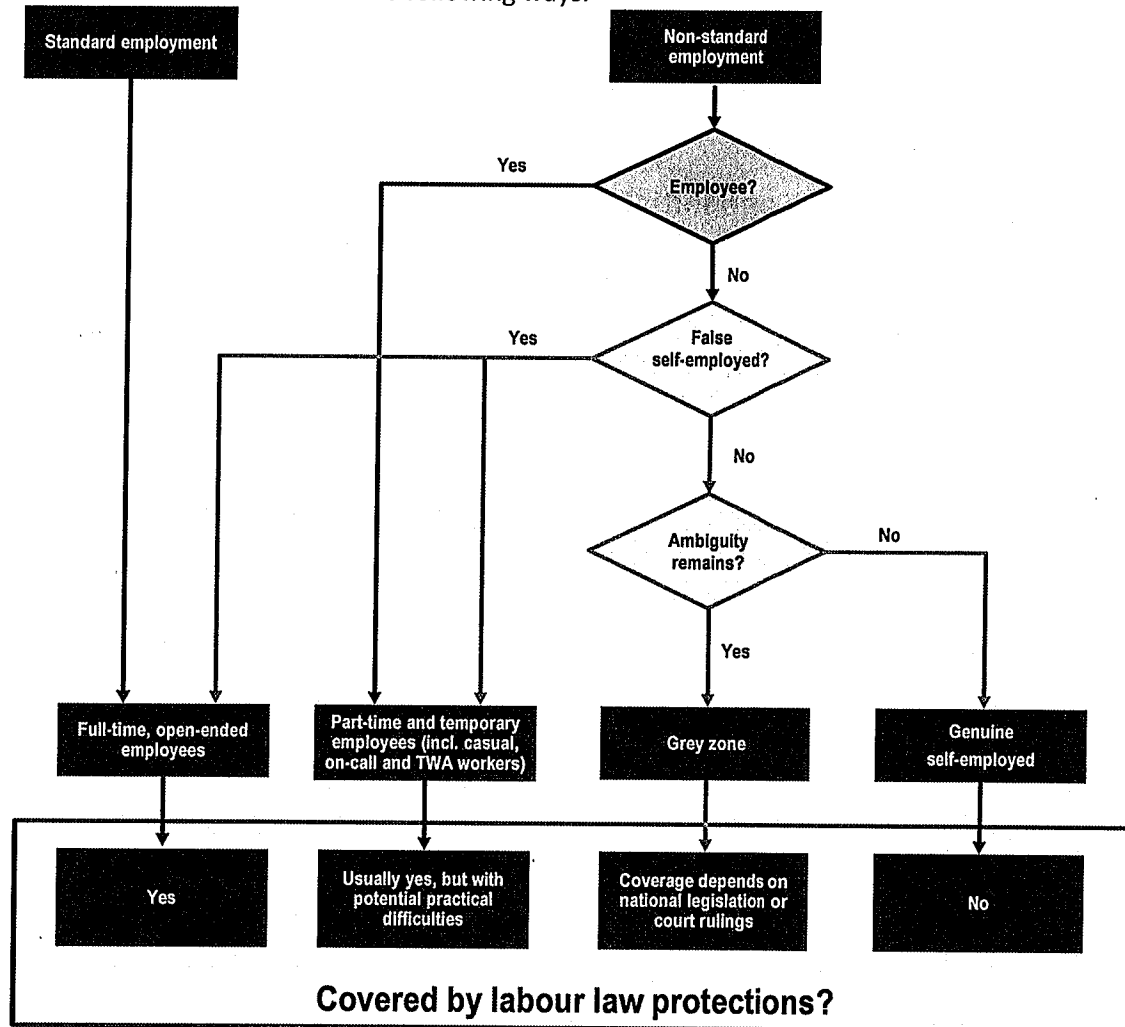 Standard employment
Non-standard
employment
Yes
Employee?
No
Yes
False
self-employed?
No
Ambiguity
remains?
No
Yes
Full-time, open-ended
employees
Part-time and temporary
employees (incl. casual,
on-call and TWA workers)
Grey zone
Genuine
self-employed
Yes
Usually yes, but with
potential practical
difficulties
Coverage depends on
national legislation or
court rulings
No
Covered by labour law protections?